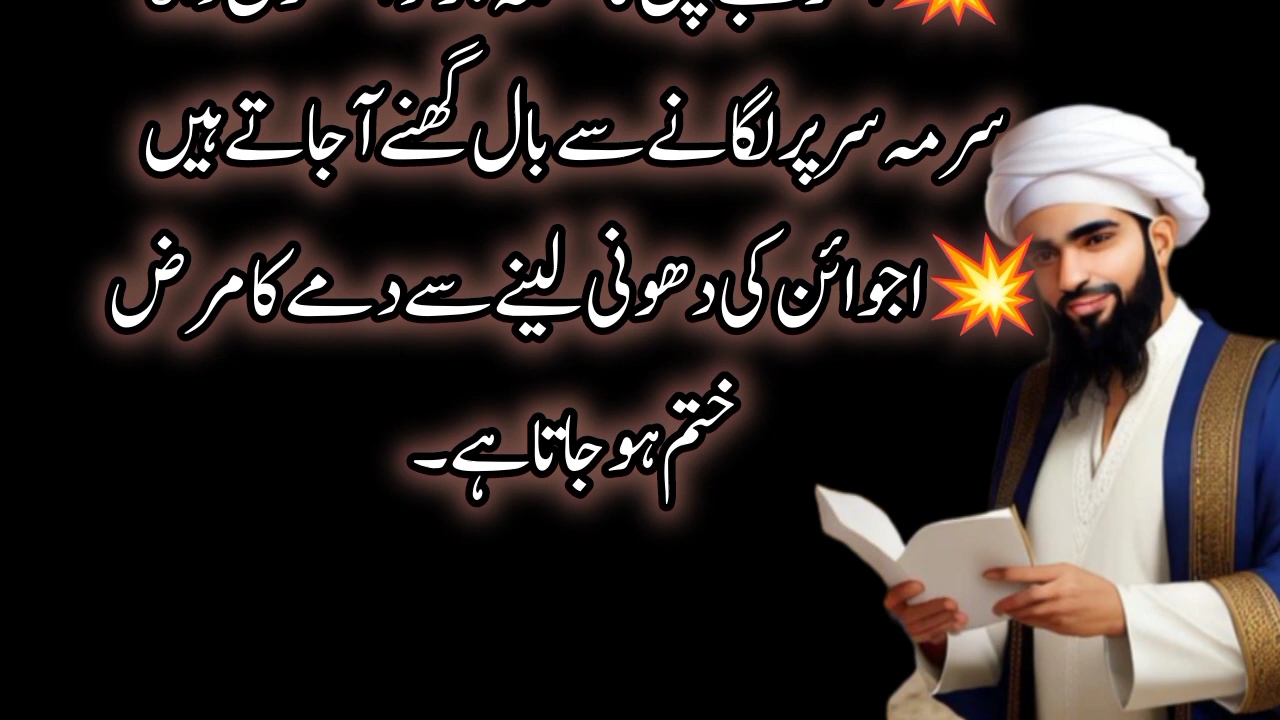 سرمہ سر پر لگانے سے بال گھنے آ جاتے ہیں
💥 اجوائن کی دھونی لینے سے دمے کا مرض
ختم ہو جاتا ہے۔